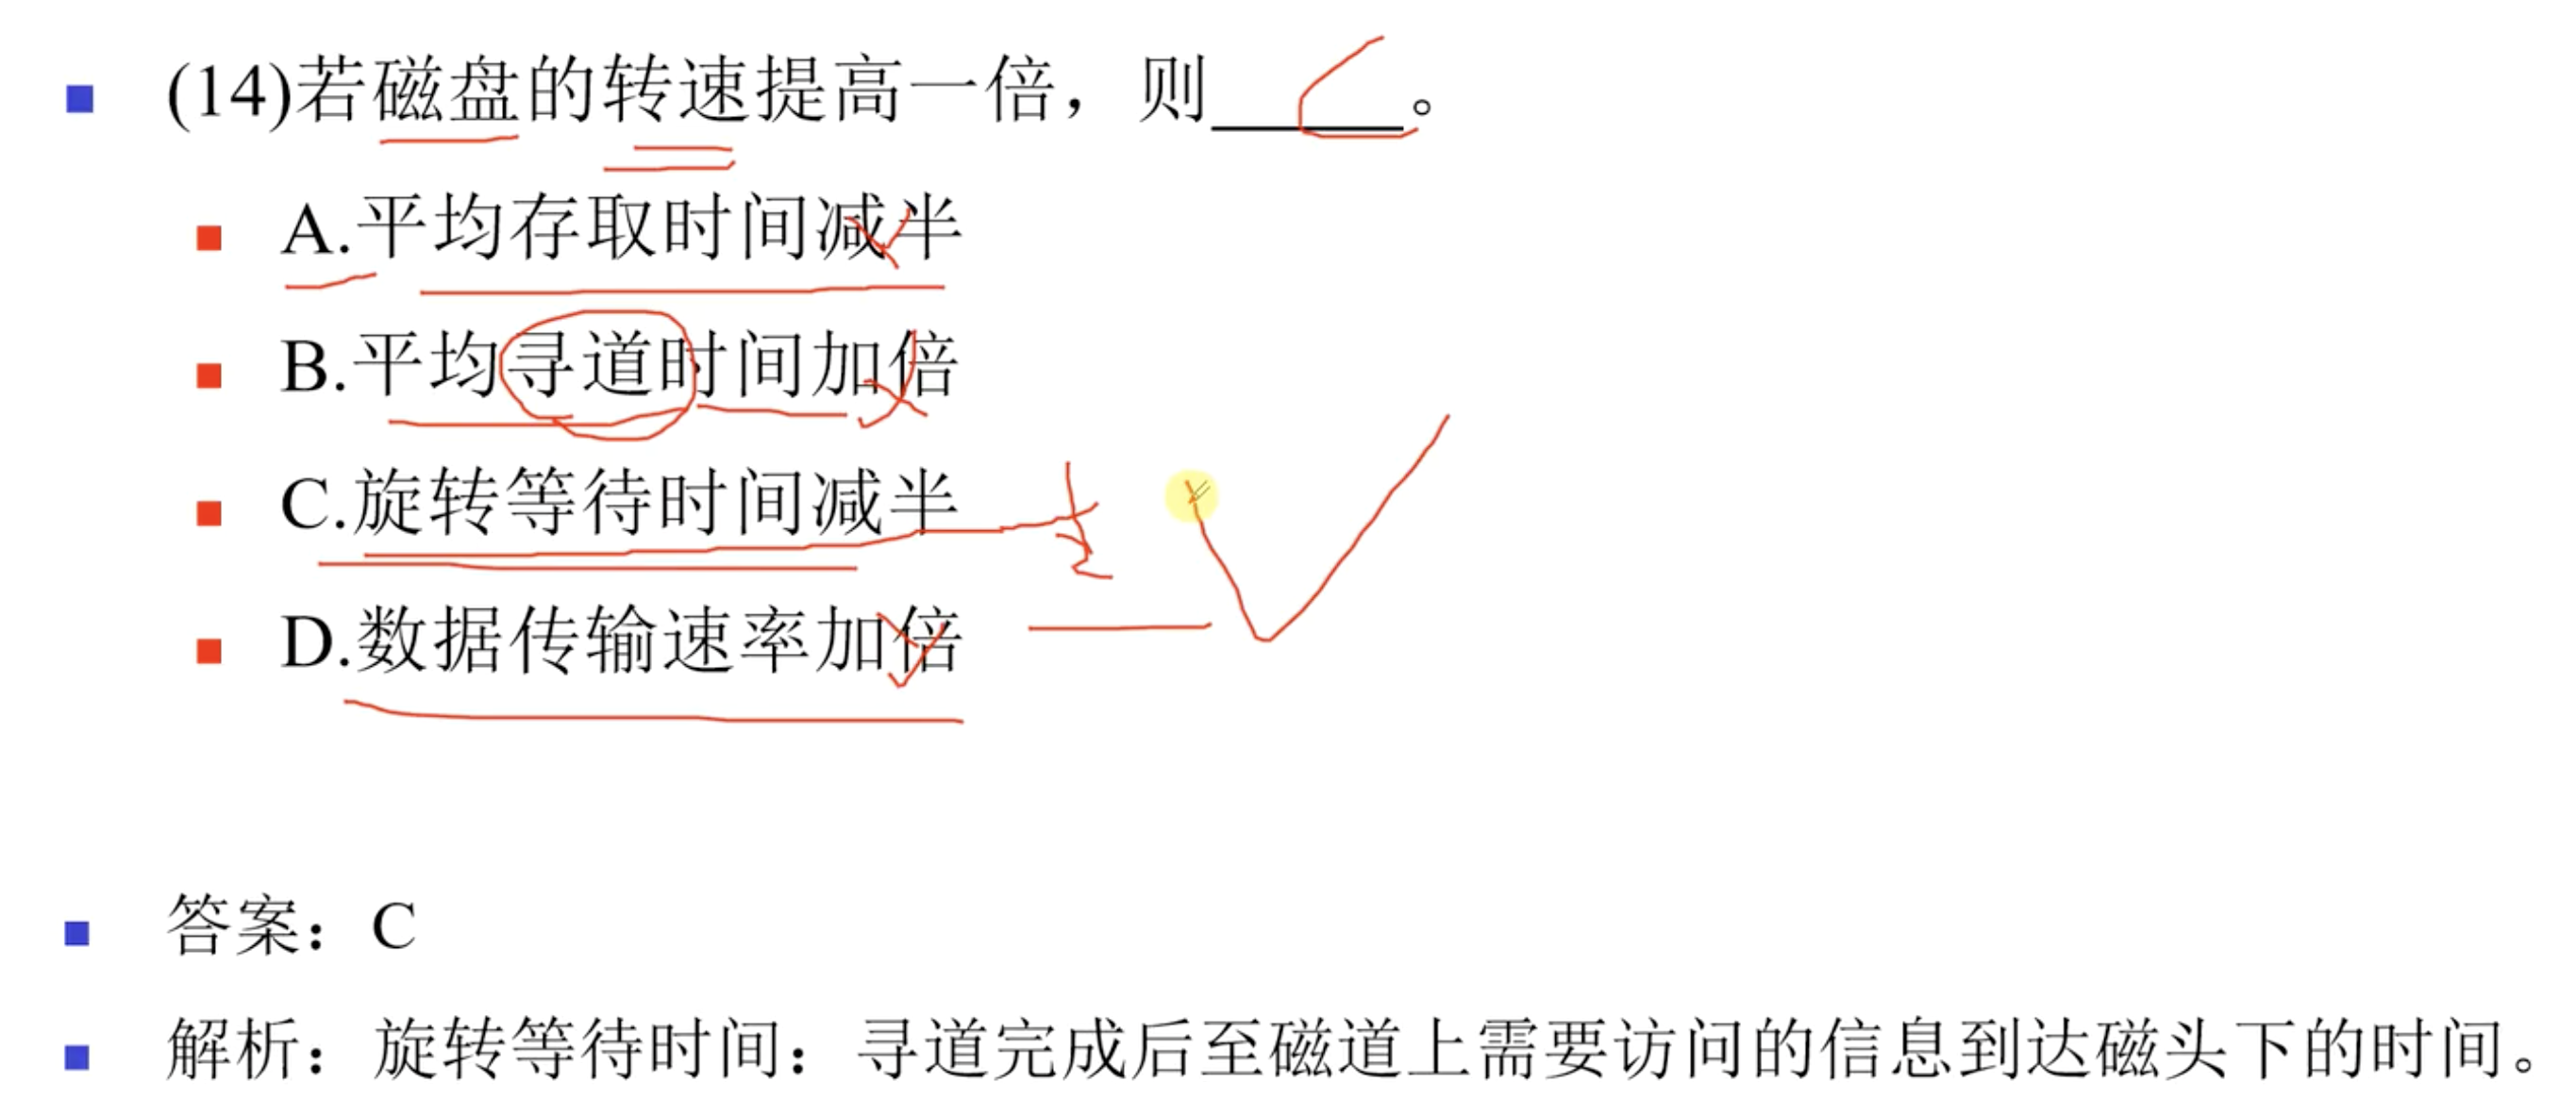 (14)若磁盘的转速提高一倍，则______。
A.平均存取时间减半
B.平均寻道时间加倍
C.旋转等待时间减半
D.数据传输速率加倍
答案：C
解析：旋转等待时间：寻道完成后至磁道上需要访问的信息到达磁头下的时间。